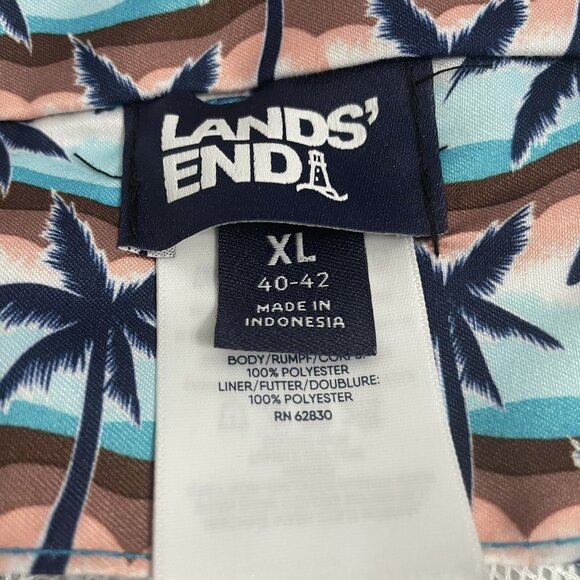 LANDS'
END
XL
40-42
MADE IN
INDONESIA
BODY/RUMPF/
100% POLYESTER
LINER/FUTTER/DOUBLURE:
100% POLYESTER
RN 62830